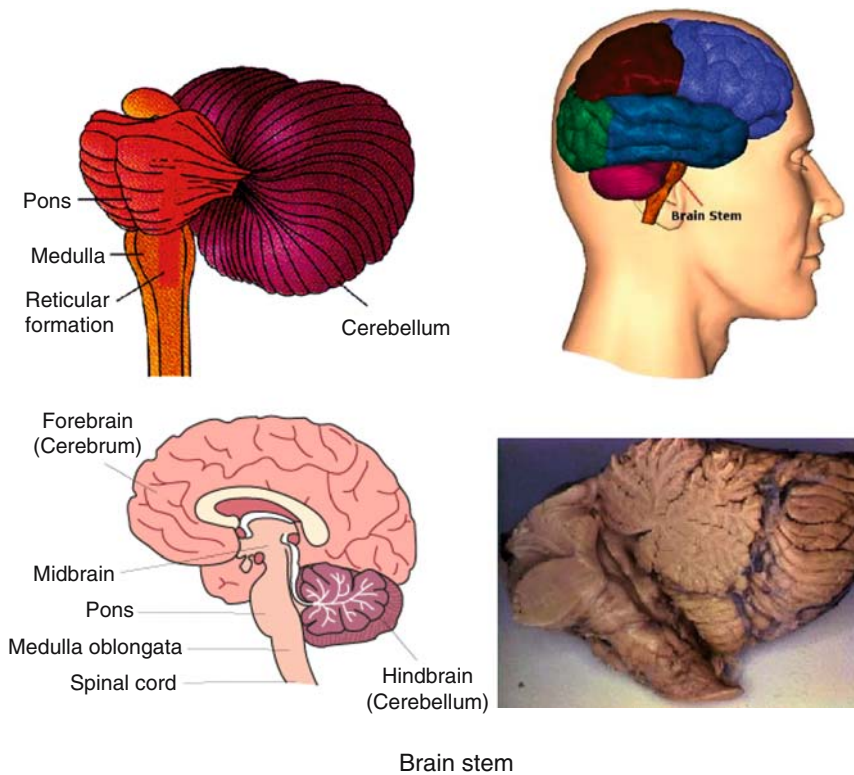 Pons
Medulla
Reticular
formation
Cerebellum
Brain Stem
Forebrain
(Cerebrum)
Midbrain
Pons
Medulla oblongata
Spinal cord
Hindbrain
(Cerebellum)
Brain stem